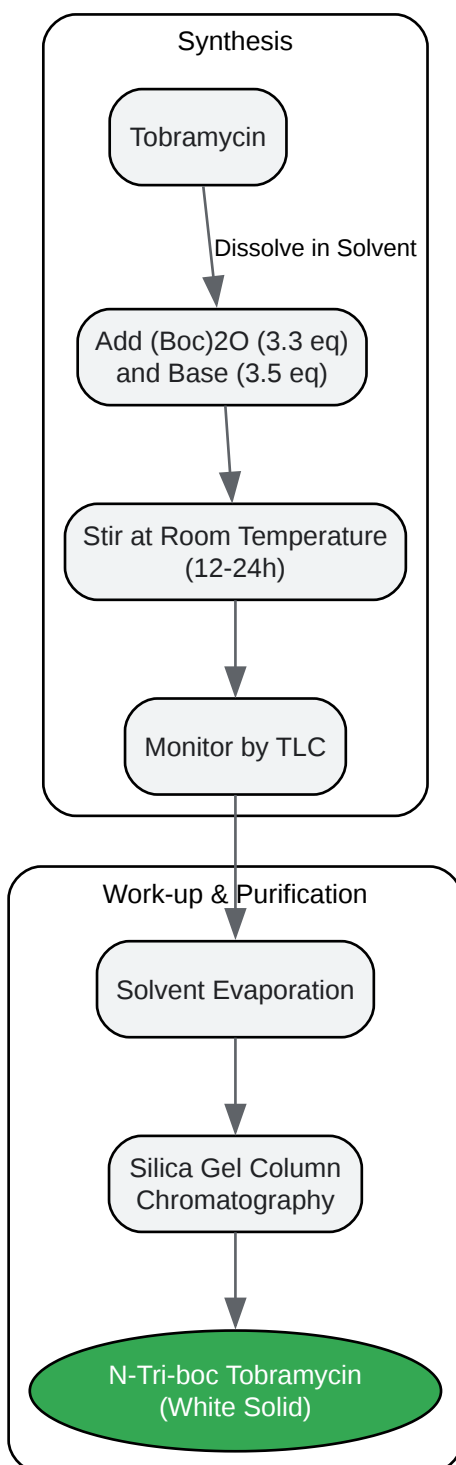 Synthesis
Tobramycin
Dissolve in Solvent
Add (Boc)2O (3.3 eq)
and Base (3.5 eq)
Stir at Room Temperature
(12-24h)
Monitor by TLC
Work-up & Purification
Solvent Evaporation
Silica Gel Column
Chromatography
N-Tri-boc Tobramycin
(White Solid)